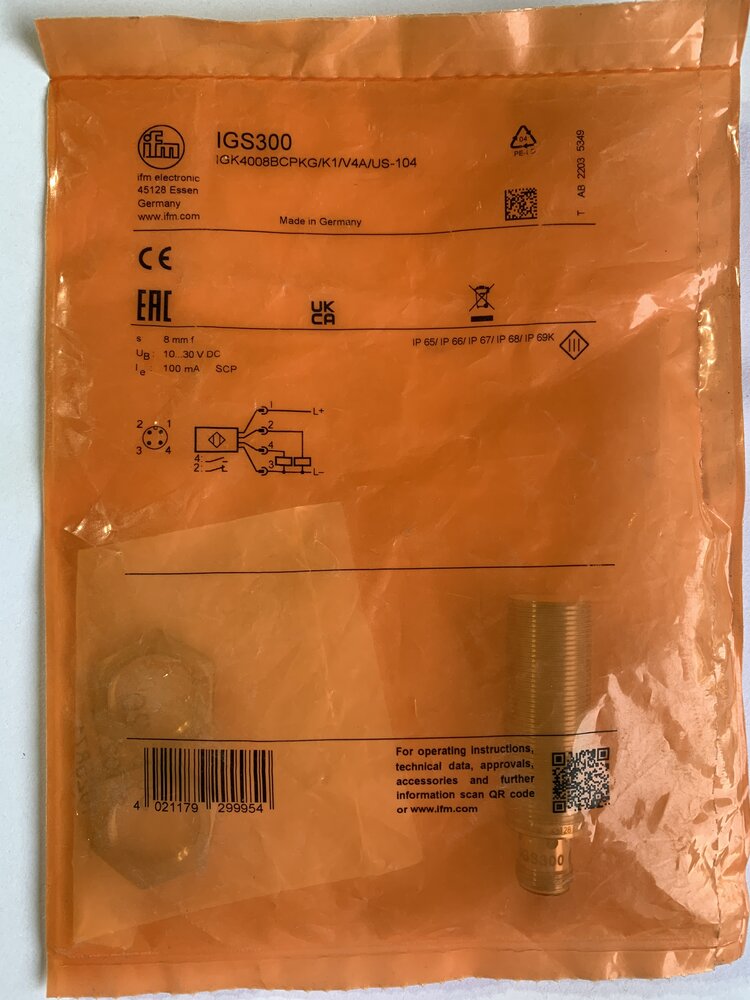 ifm
ifm electronic
45128 Essen
Germany
www.ifm.com
IGS300
IGK4008BCPKG/K1/V4A/US-104
Made in Germany
04
T AB 2203 5349
CE
EAC
UK
CA
s 8 mm f
UB: 10...30 V DC
Ie : 100 mA SCP
IP 65/ IP 66/ IP 67/ IP 68/ IP 69K
III
2 1
3 4
4:
2:
1 L+
2
4
3 L–
4 021179 299954
For operating instructions,
technical data, approvals,
accessories and further
information scan QR code
or www.ifm.com
IGS300